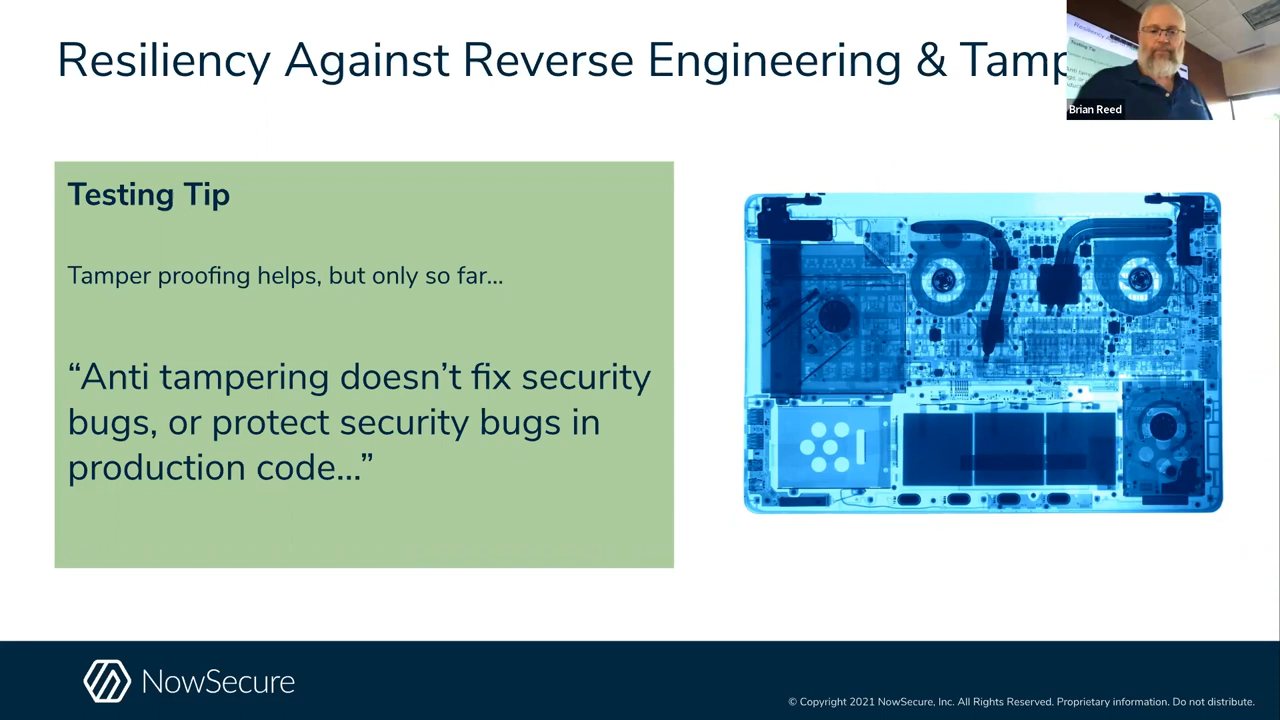 Resiliency Against Reverse Engineering & Tamp
Brian Reed
Testing Tip
Tamper proofing helps, but only so far...
“Anti tampering doesn’t fix security
bugs, or protect security bugs in
production code...”
NowSecure
© Copyright 2021 NowSecure, Inc. All Rights Reserved. Proprietary information. Do not distribute.